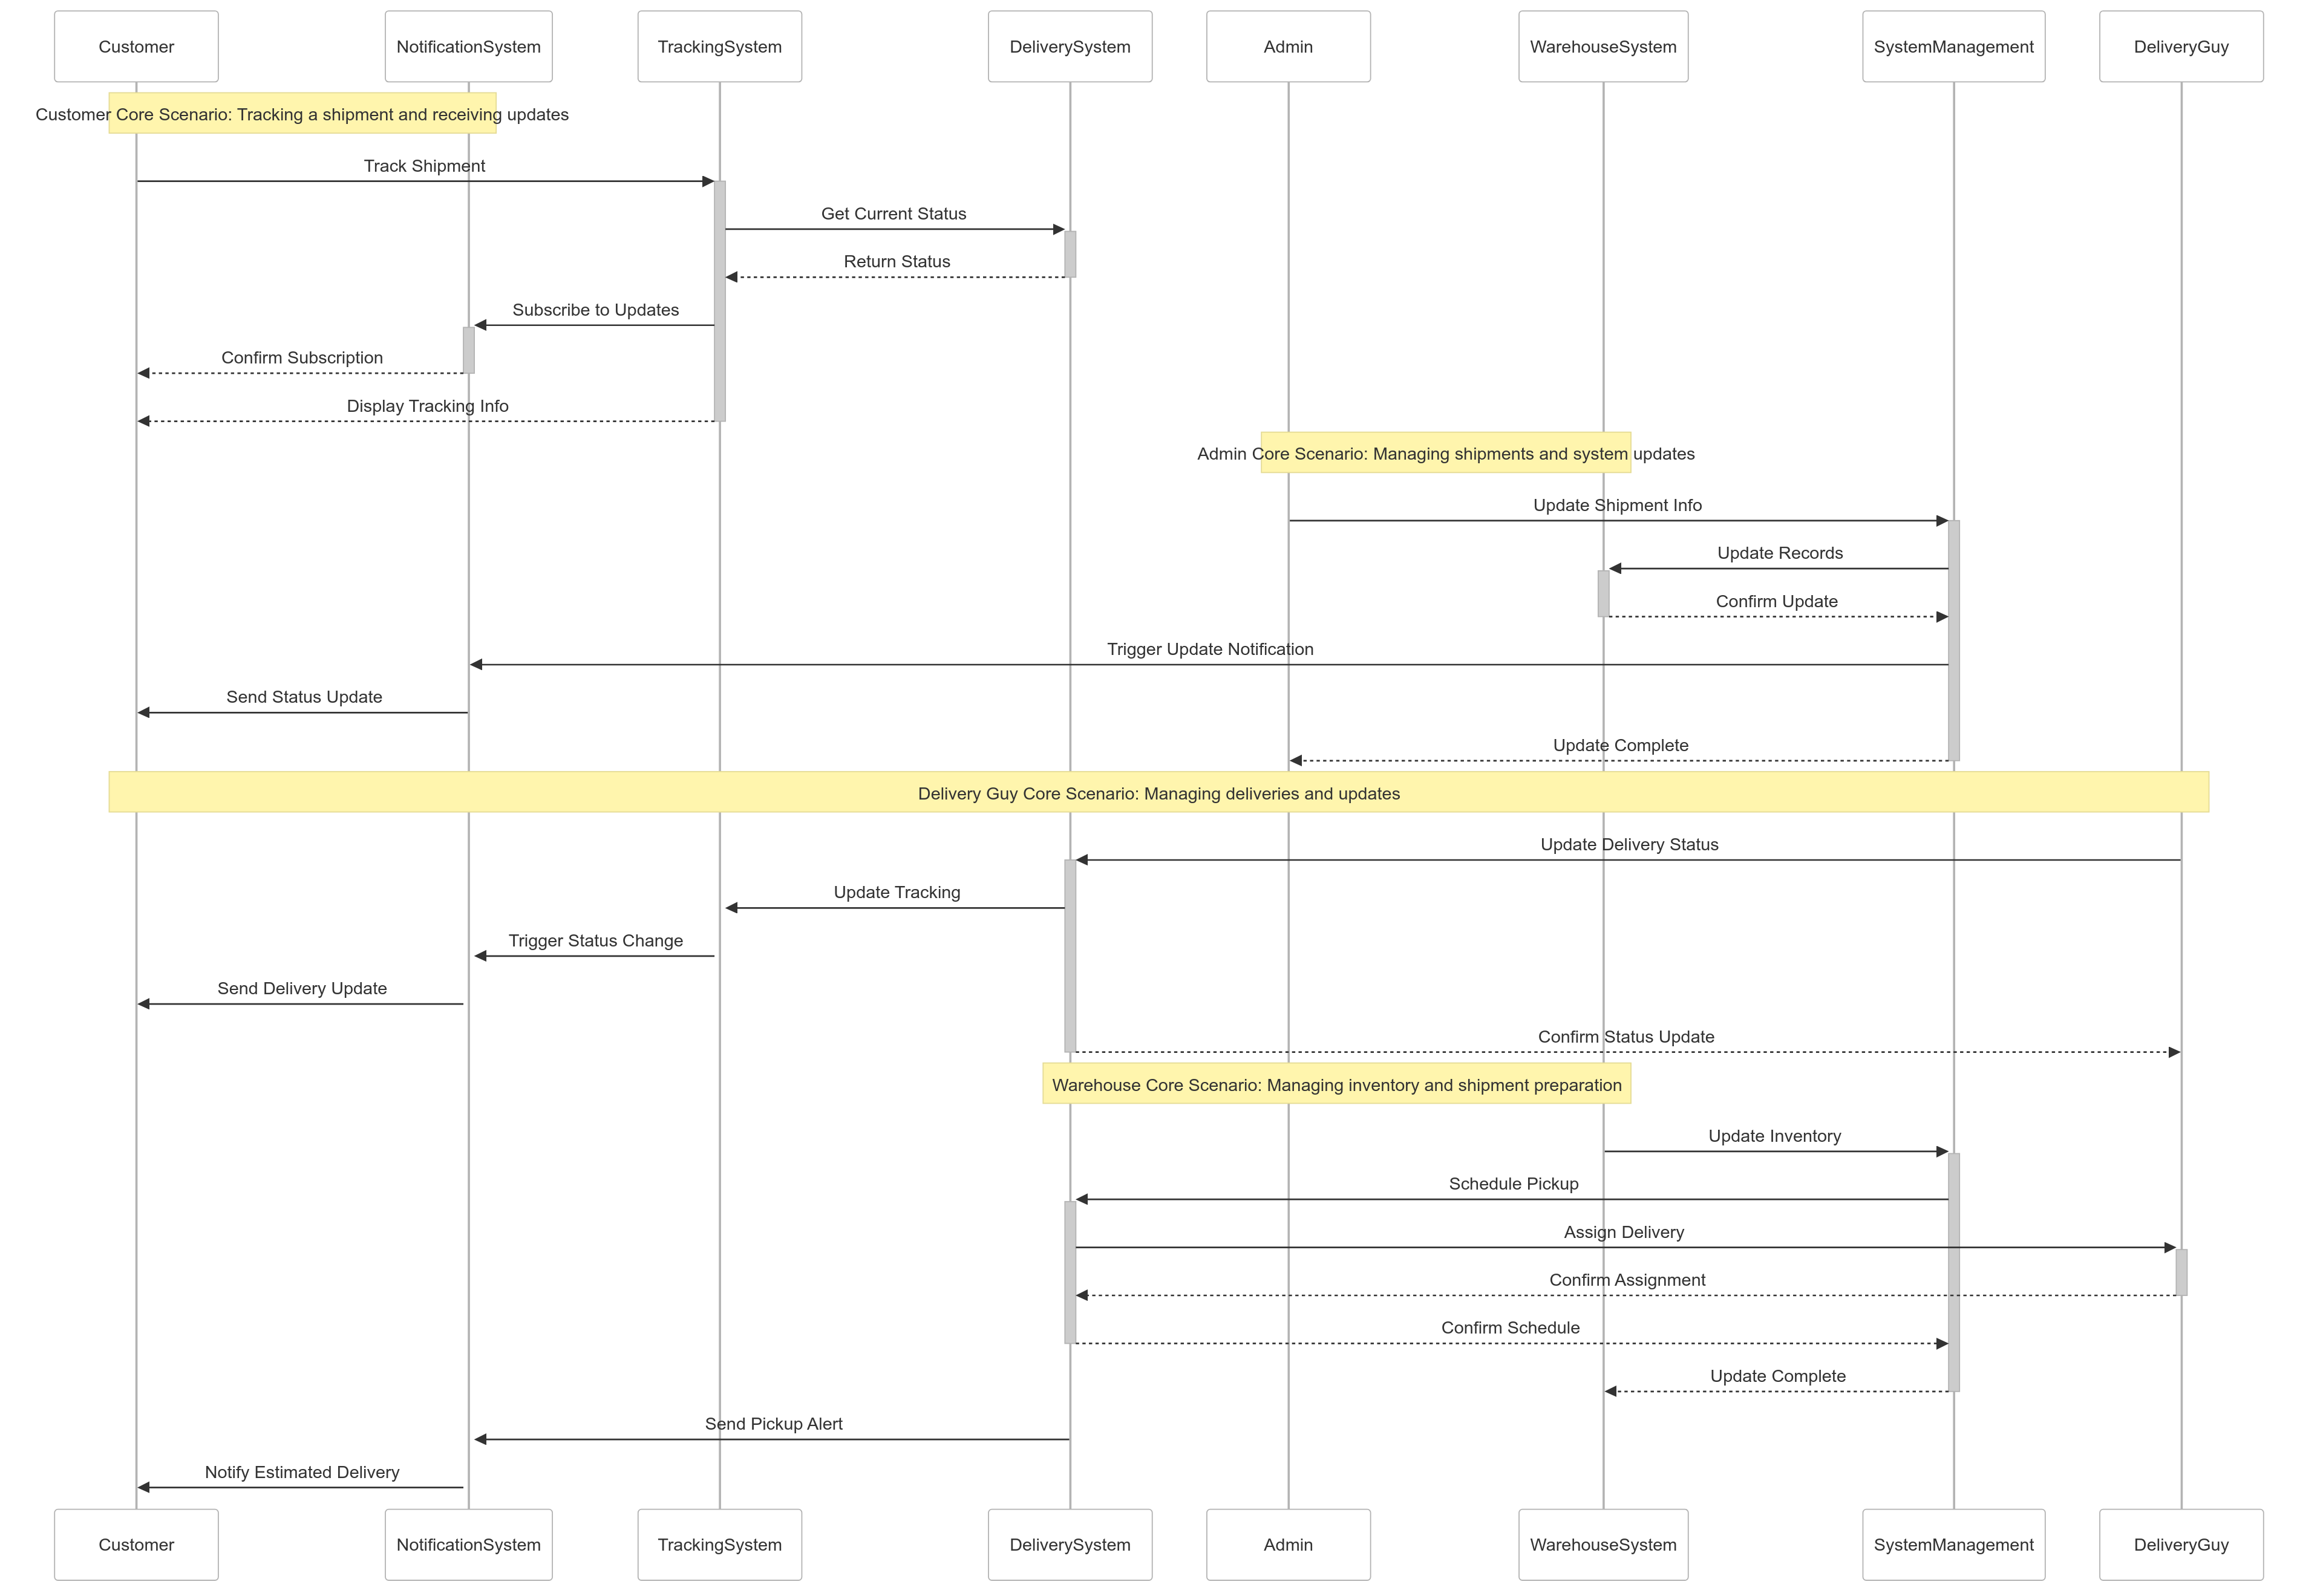 Customer
NotificationSystem
TrackingSystem
DeliverySystem
Admin
WarehouseSystem
SystemManagement
DeliveryGuy
Customer Core Scenario: Tracking a shipment and receiving updates
Track Shipment
Get Current Status
Return Status
Subscribe to Updates
Confirm Subscription
Display Tracking Info
Admin Core Scenario: Managing shipments and system updates
Update Shipment Info
Update Records
Confirm Update
Trigger Update Notification
Send Status Update
Update Complete
Delivery Guy Core Scenario: Managing deliveries and updates
Update Delivery Status
Update Tracking
Trigger Status Change
Send Delivery Update
Confirm Status Update
Warehouse Core Scenario: Managing inventory and shipment preparation
Update Inventory
Schedule Pickup
Assign Delivery
Confirm Assignment
Confirm Schedule
Update Complete
Send Pickup Alert
Notify Estimated Delivery
Customer
NotificationSystem
TrackingSystem
DeliverySystem
Admin
WarehouseSystem
SystemManagement
DeliveryGuy